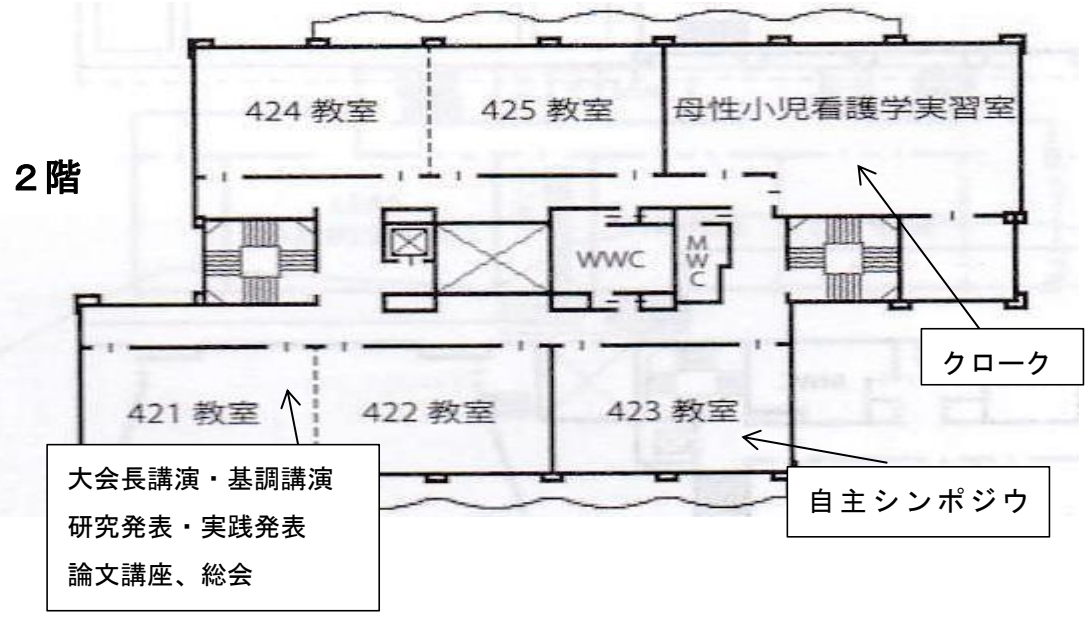 424 教室
425 教室
母性小児看護学実習室
2階
WWC
MWC
クローク
421 教室
422 教室
423 教室
大会長講演・基調講演
研究発表・実践発表
論文講座、総会
自主シンポジウ